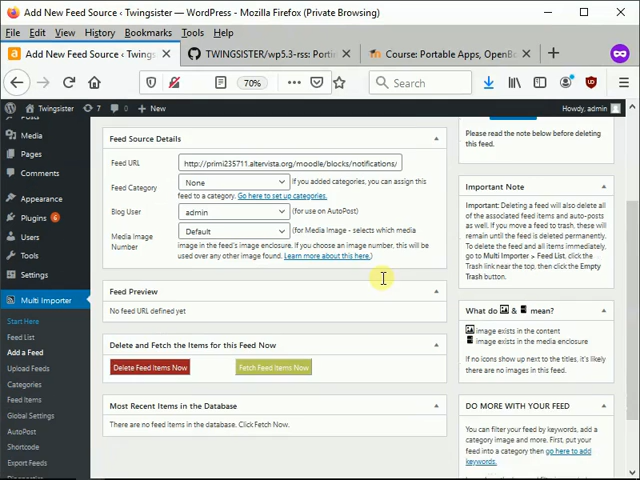 Add New Feed Source ‹ Twingsister — WordPress - Mozilla Firefox (Private Browsing)
File Edit View History Bookmarks Tools Help
Add New Feed Source ‹ Twings
TWINGSISTER/wp5.3-rss: Portin
Course: Portable Apps, OpenBo
70%
Search
Twingsister 7 0 New Howdy, admin
Posts
Media
Pages
Comments
Appearance
Plugins 6
Users
Tools
Settings
Multi Importer
Start Here
Feed List
Add a Feed
Upload Feeds
Categories
Feed Items
Global Settings
AutoPost
Shortcode
Export Feeds
Feed Source Details
Feed URL http://primi235711.altervista.org/moodle/blocks/notifications/
Feed Category None If you added categories, you can assign this
feed to a category. Go here to set up categories.
Blog User admin (for use on AutoPost)
Media Image Number Default (for Media Image - selects which media
image in the feed's image enclosure. If you choose an image number, this will be
used over any other image found. Learn more about this here.)
Feed Preview
No feed URL defined yet
Delete and Fetch the Items for this Feed Now
Delete Feed Items Now Fetch Feed Items Now
Most Recent Items in the Database
There are no feed items in the database. Click Fetch Now.
Please read the note below before deleting
this feed.
Important Note
Important: Deleting a feed will also delete all
of the associated feed items and auto-posts
as well. If you move a feed to trash, these will
remain until the feed is deleted permanently.
To delete the feed and all items immediately,
go to Multi Importer > Feed List, click the
Trash link near the top, then click the Empty
Trash button.
What do & mean?
image exists in the content
image exists in the media enclosure
If no icons show up next to the titles, it's likely
there are no images in this feed.
DO MORE WITH YOUR FEED
You can filter your feed by keywords, add a
category image and more. First, put your
feed into a category then go here to add
keywords.